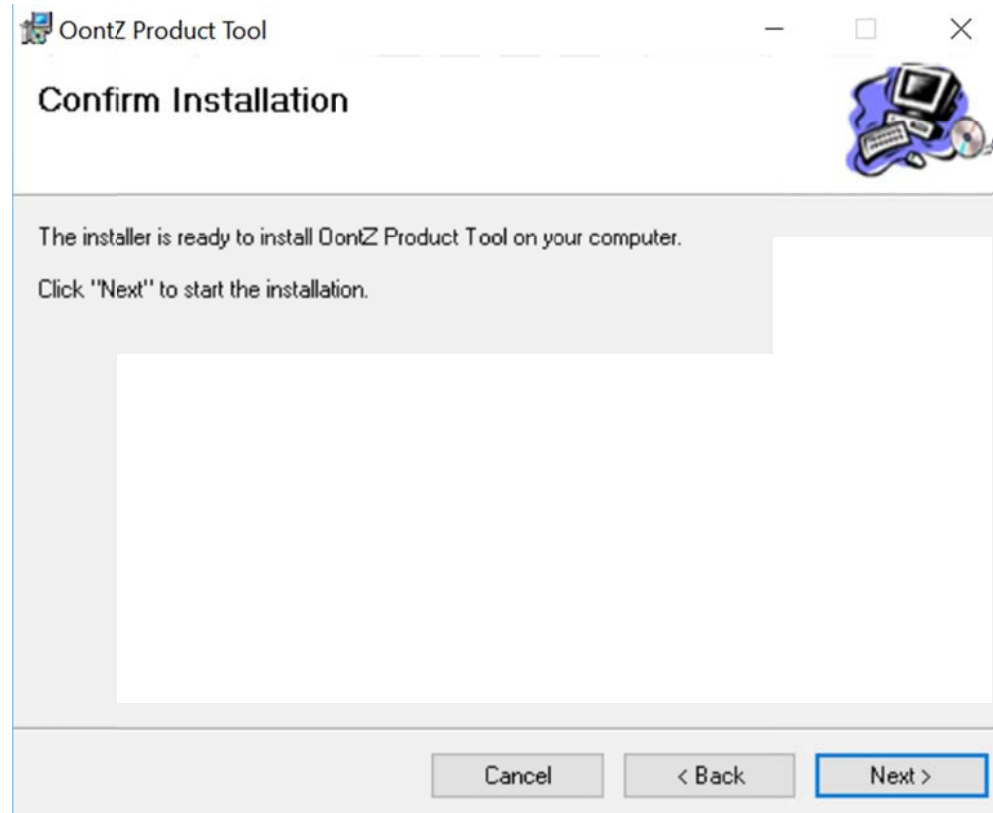 OontZ Product Tool
Confirm Installation
The installer is ready to install OontZ Product Tool on your computer.
Click "Next" to start the installation.
Cancel
< Back
Next >